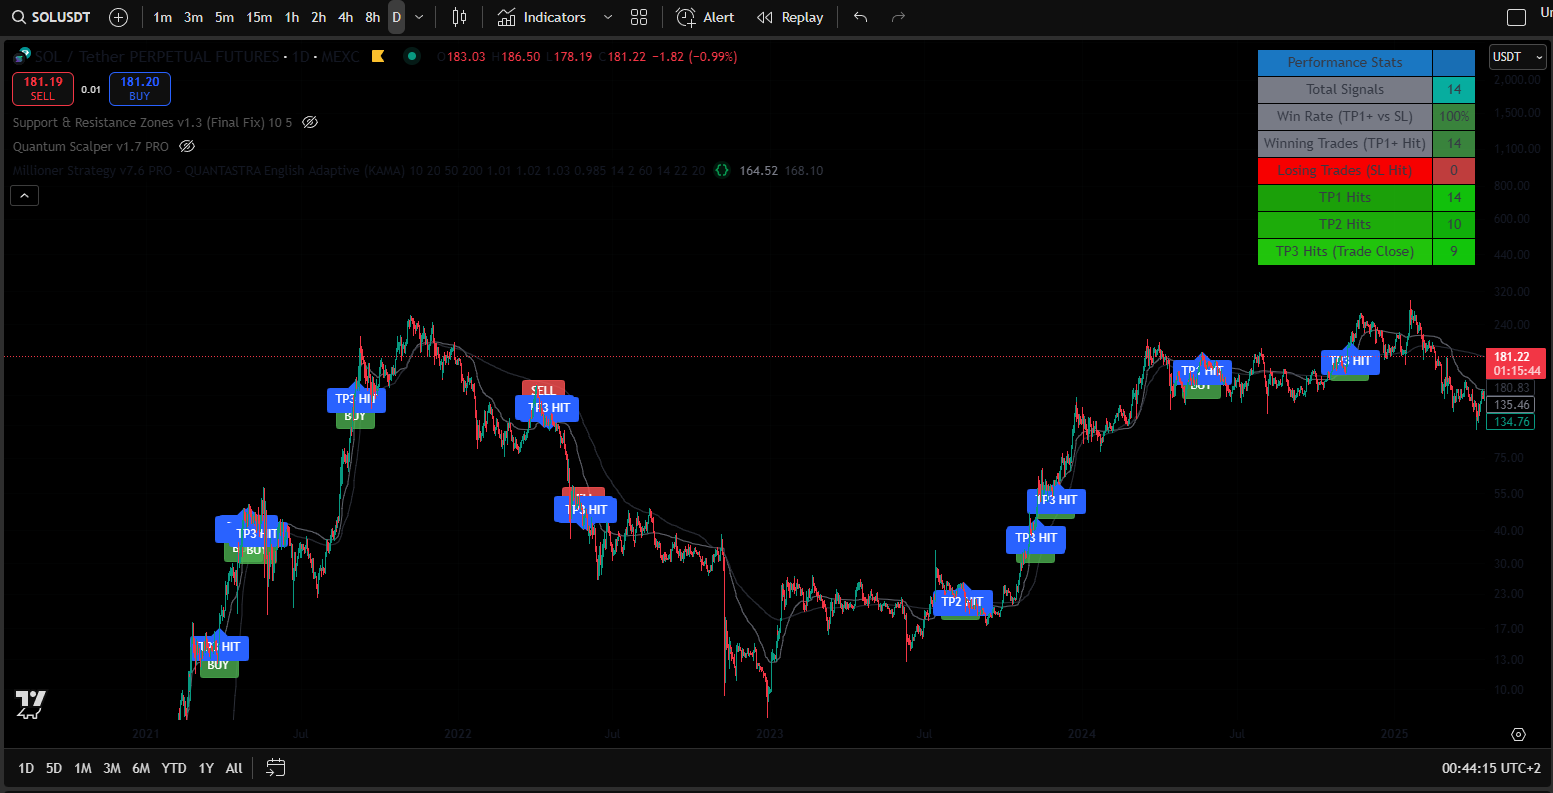 SOLUSDT 1m 3m 5m 15m 1h 2h 4h 8h D Indicators Alert Replay
SOL / Tether PERPETUAL FUTURES · 1D · MEXC O183.03 H186.50 L178.19 C181.22 −1.82 (−0.99%)
181.19
SELL
0.01
181.20
BUY
Support & Resistance Zones v1.3 (Final Fix) 10 5
Quantum Scalper v1.7 PRO
Millioner Strategy v7.6 PRO - QUANTASTRA English Adaptive (KAMA) 10 20 50 200 1.01 1.02 1.03 0.985 14 2 60 14 22 20 164.52 168.10
Performance Stats
Total Signals 14
Win Rate (TP1+ vs SL) 100%
Winning Trades (TP1+ Hit) 14
Losing Trades (SL Hit) 0
TP1 Hits 14
TP2 Hits 10
TP3 Hits (Trade Close) 9
USDT
2,000.00
1,500.00
1,100.00
800.00
600.00
440.00
320.00
240.00
181.22
01:15:44
180.83
135.46
134.76
75.00
55.00
40.00
30.00
23.00
17.00
13.00
10.00
TP3 HIT
BUY
SELL
TP3 HIT
TP3 HIT
TP3 HIT
BUY
HIT
BUY
TP2 HIT
TP3 HIT
TP3 HIT
TP1 HIT
BUY
TP3 HIT
2021 Jul 2022 Jul 2023 Jul 2024 Jul 2025
1D 5D 1M 3M 6M YTD 1Y All
00:44:15 UTC+2